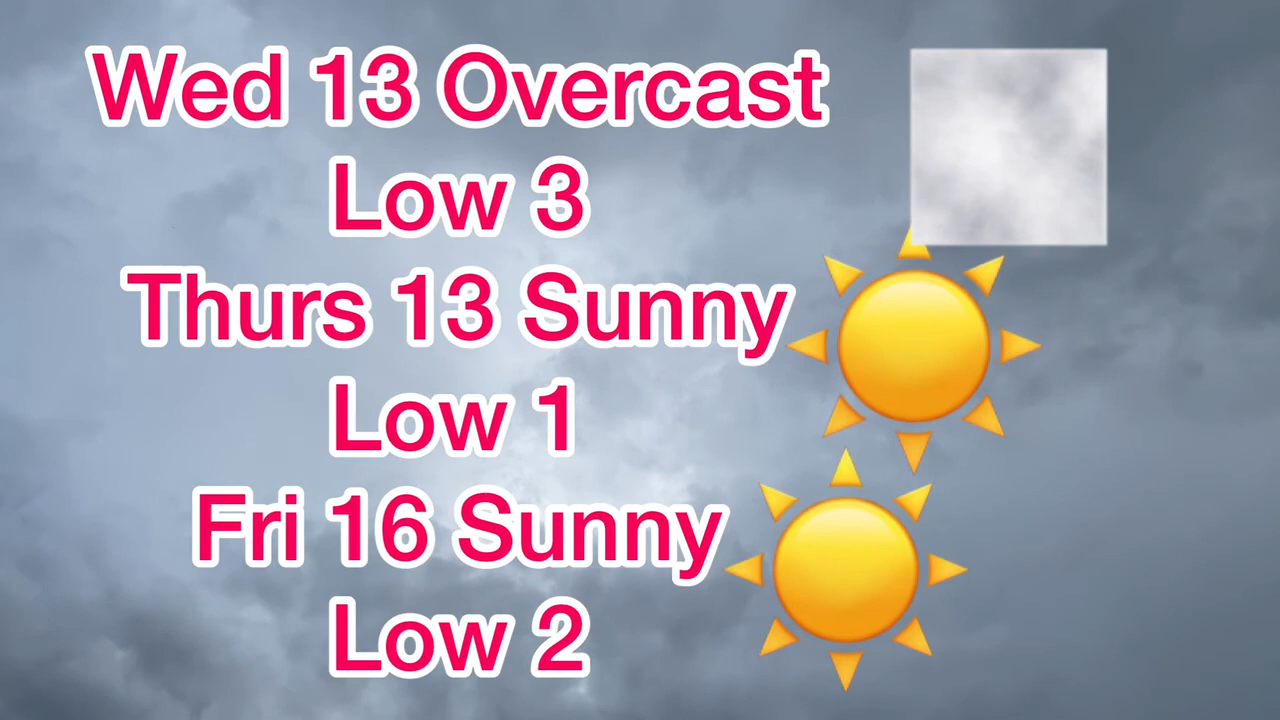 Wed 13 Overcast
Low 3
Thurs 13 Sunny
Low 1
Fri 16 Sunny
Low 2